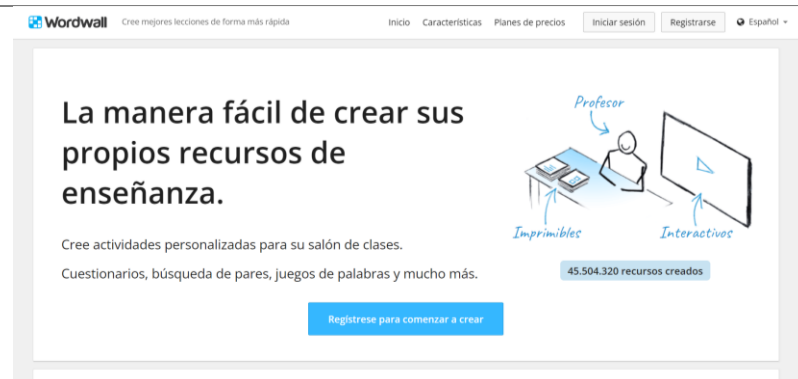 Wordwall Cree mejores lecciones de forma más rápida Inicio Características Planes de precios Iniciar sesión Registrarse Español
La manera fácil de crear sus
propios recursos de
enseñanza.
Cree actividades personalizadas para su salón de clases.
Cuestionarios, búsqueda de pares, juegos de palabras y mucho más.
Profesor
Imprimibles
Interactivos
45.504.320 recursos creados
Regístrese para comenzar a crear